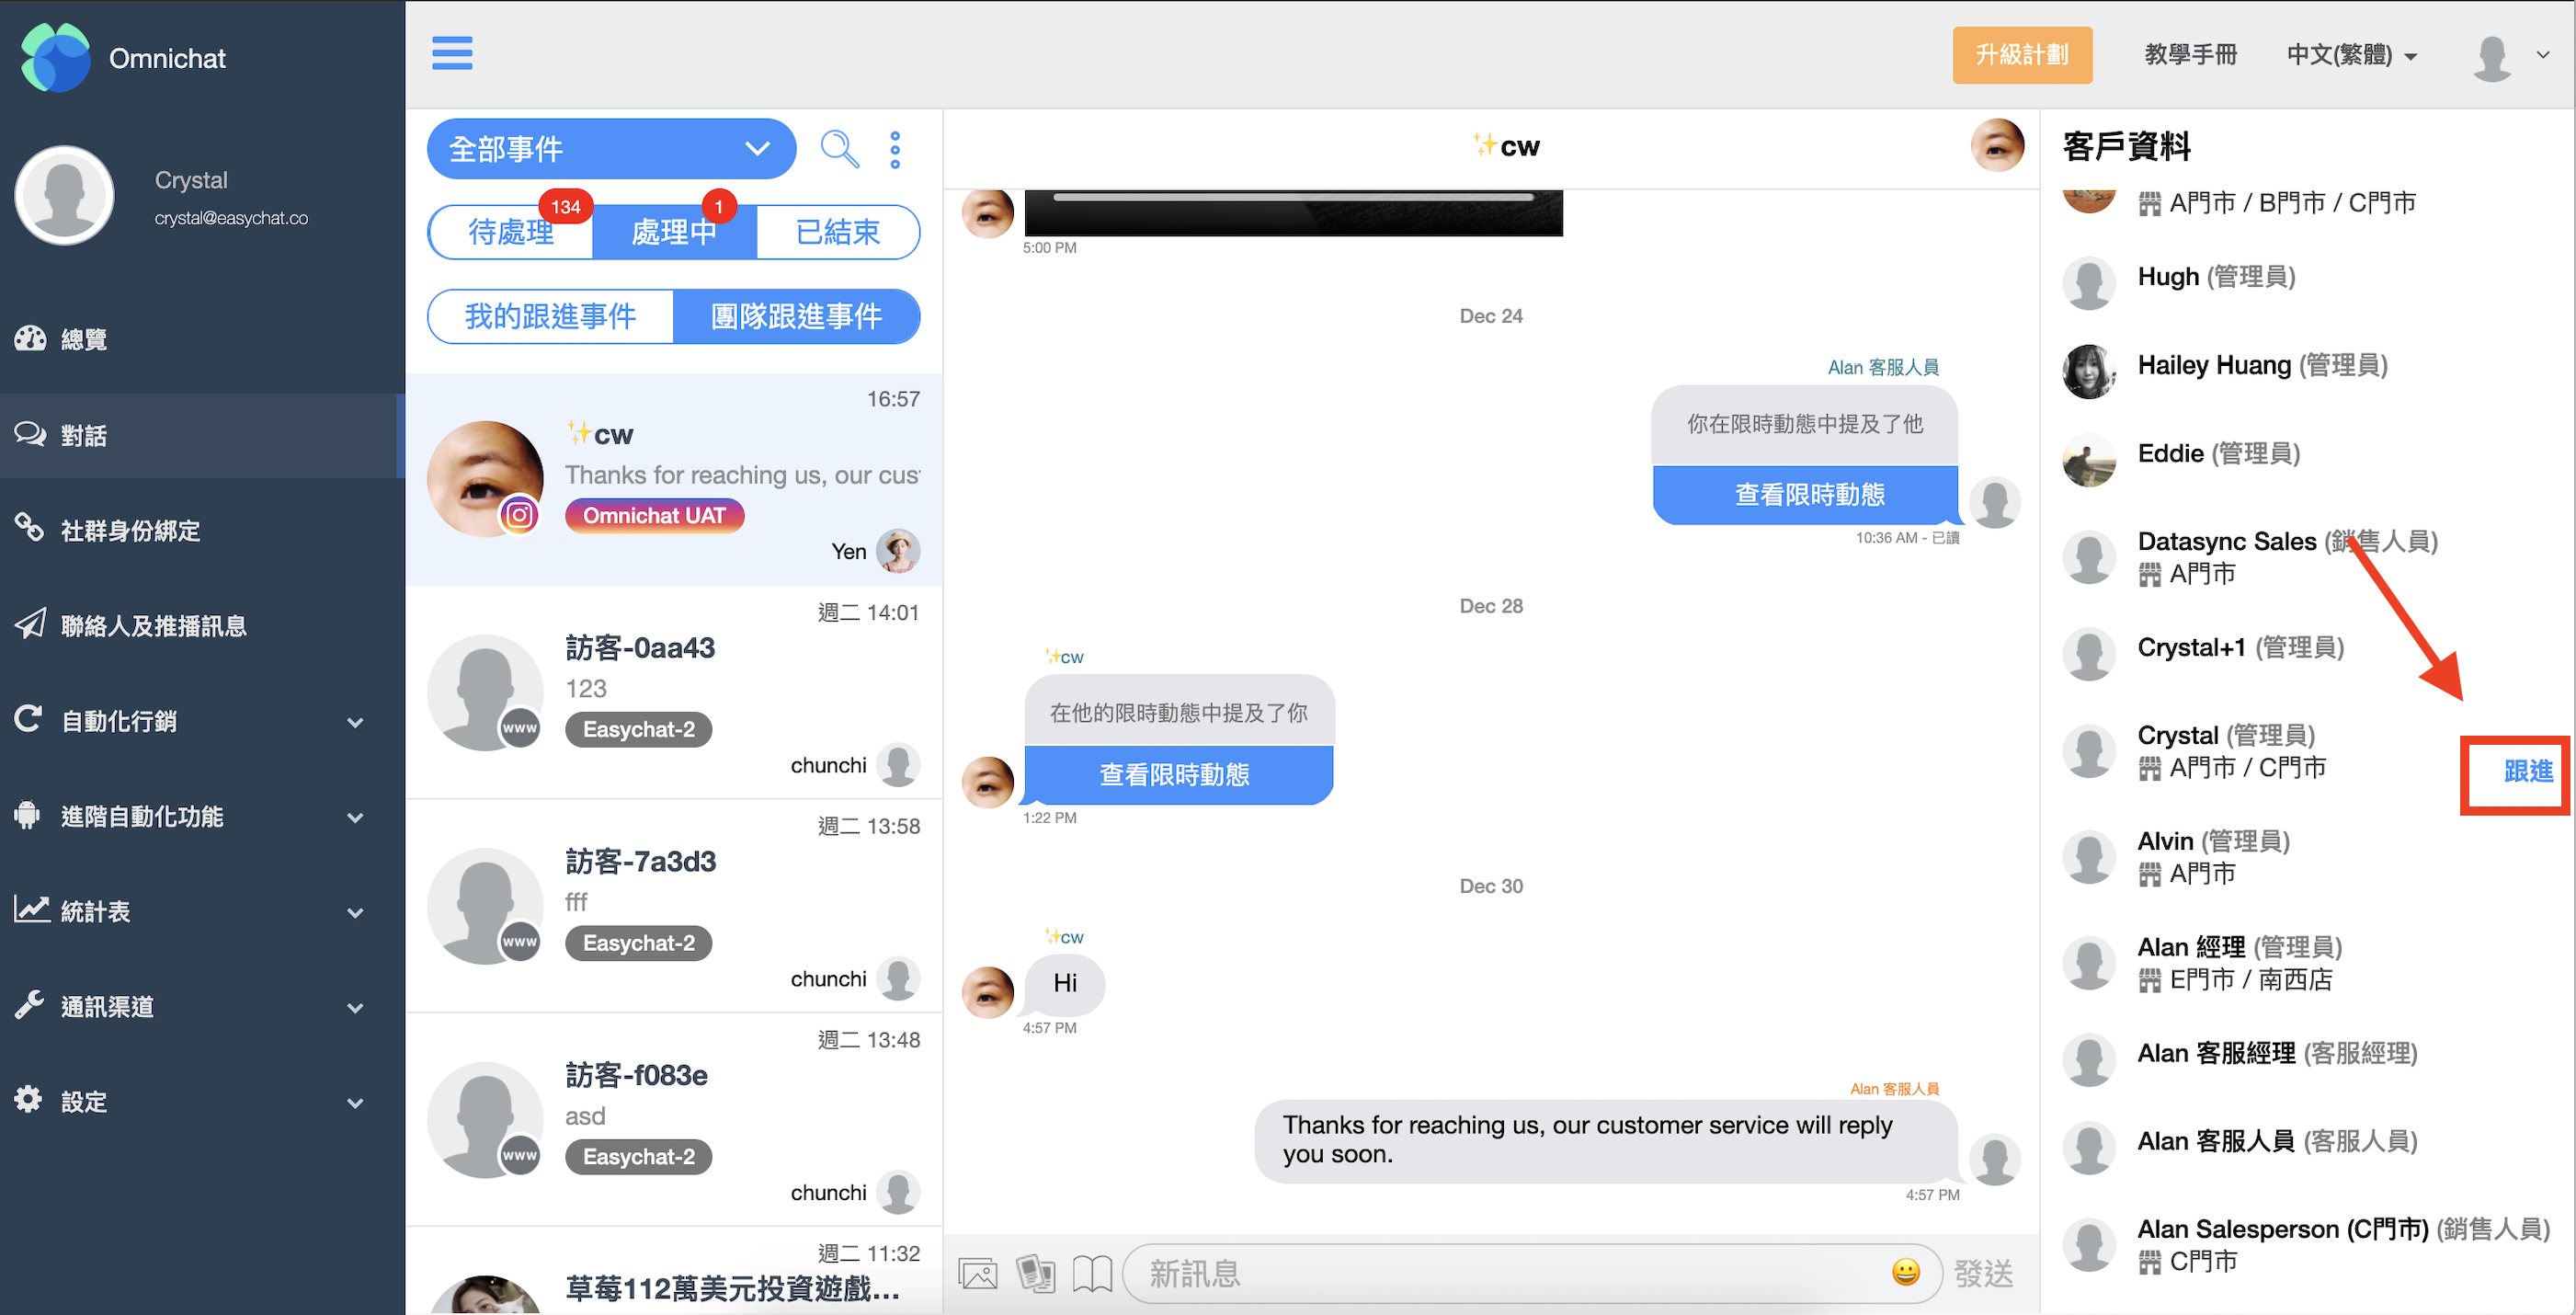 Omnichat
升級計劃
教學手冊
中文(繁體)
Crystal
crystal@easychat.co
總覽
對話
社群身份綁定
聯絡人及推播訊息
自動化行銷
進階自動化功能
統計表
通訊渠道
設定
全部事件
待處理
134
處理中
1
已結束
我的跟進事件
團隊跟進事件
16:57
✨cw
Thanks for reaching us, our cus
Omnichat UAT
Yen
週二 14:01
訪客-0aa43
123
www
Easychat-2
chunchi
週二 13:58
訪客-7a3d3
fff
www
Easychat-2
chunchi
週二 13:48
訪客-f083e
asd
www
Easychat-2
chunchi
週二 11:32
草莓112萬美元投資遊戲...
✨cw
5:00 PM
Dec 24
Alan 客服人員
你在限時動態中提及了他
查看限時動態
10:36 AM - 已讀
Dec 28
✨cw
在他的限時動態中提及了你
查看限時動態
1:22 PM
Dec 30
✨cw
Hi
4:57 PM
Alan 客服人員
Thanks for reaching us, our customer service will reply
you soon.
4:57 PM
新訊息
發送
客戶資料
A門市 / B門市 / C門市
Hugh (管理員)
Hailey Huang (管理員)
Eddie (管理員)
Datasync Sales (銷售人員)
A門市
Crystal+1 (管理員)
Crystal (管理員)
A門市 / C門市
跟進
Alvin (管理員)
A門市
Alan 經理 (管理員)
E門市 / 南西店
Alan 客服經理 (客服經理)
Alan 客服人員 (客服人員)
Alan Salesperson (C門市) (銷售人員)
C門市